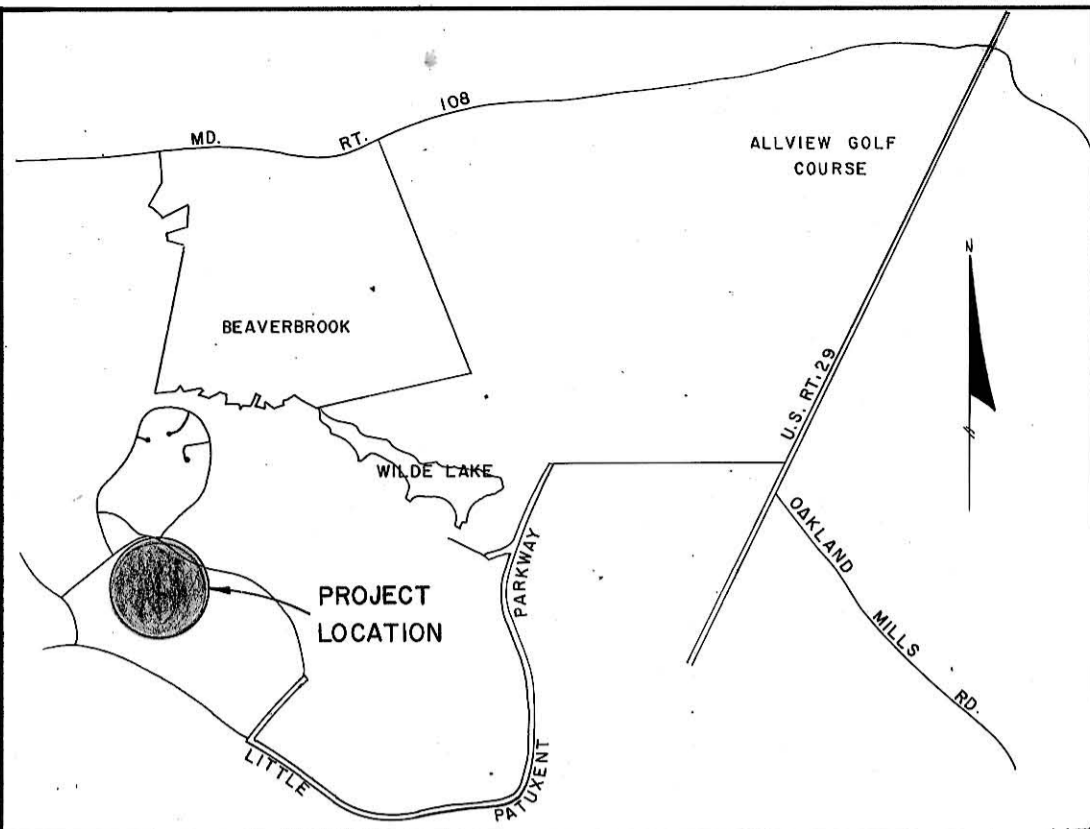 108
MD. RT.
ALLVIEW GOLF
COURSE
N
BEAVERBROOK
U.S. RT. 29
WILDE LAKE
OAKLAND MILLS RD.
PROJECT
LOCATION
LITTLE PATUXENT PARKWAY